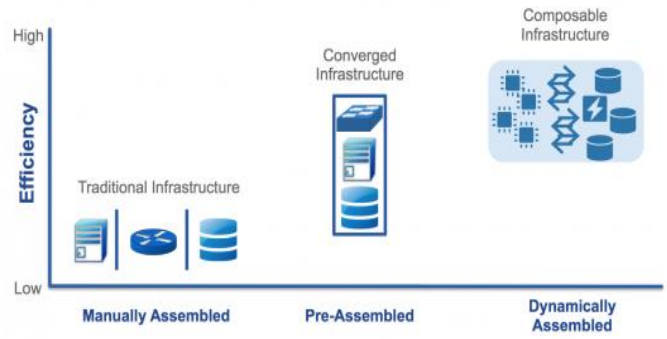 Composable
Infrastructure
High
Converged
Infrastructure
Efficiency
Traditional Infrastructure
Low
Manually Assembled
Pre-Assembled
Dynamically
Assembled